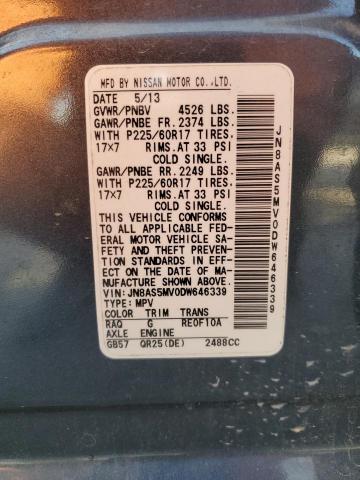 MFD BY NISSAN MOTOR CO.,LTD.
DATE 5/13
GVWR/PNBV 4526 LBS.
GAWR/PNBE FR. 2374 LBS.
WITH P225/60R17 TIRES.
17×7 RIMS.AT 33 PSI
COLD SINGLE.
GAWR/PNBE RR. 2249 LBS.
WITH P225/60R17 TIRES.
17×7 RIMS.AT 33 PSI
COLD SINGLE.
THIS VEHICLE CONFORMS
TO ALL APPLICABLE FED-
ERAL MOTOR VEHICLE SA-
FETY AND THEFT PREVEN-
TION STANDARDS IN EFF-
ECT ON THE DATE OF MA-
NUFACTURE SHOWN ABOVE.
VIN: JN8AS5MV0DW646339
TYPE: MPV
COLOR TRIM TRANS
RAQ G RE0F10A
AXLE ENGINE
GB57 QR25(DE) 2488CC
JN8AS5MV0DW646339